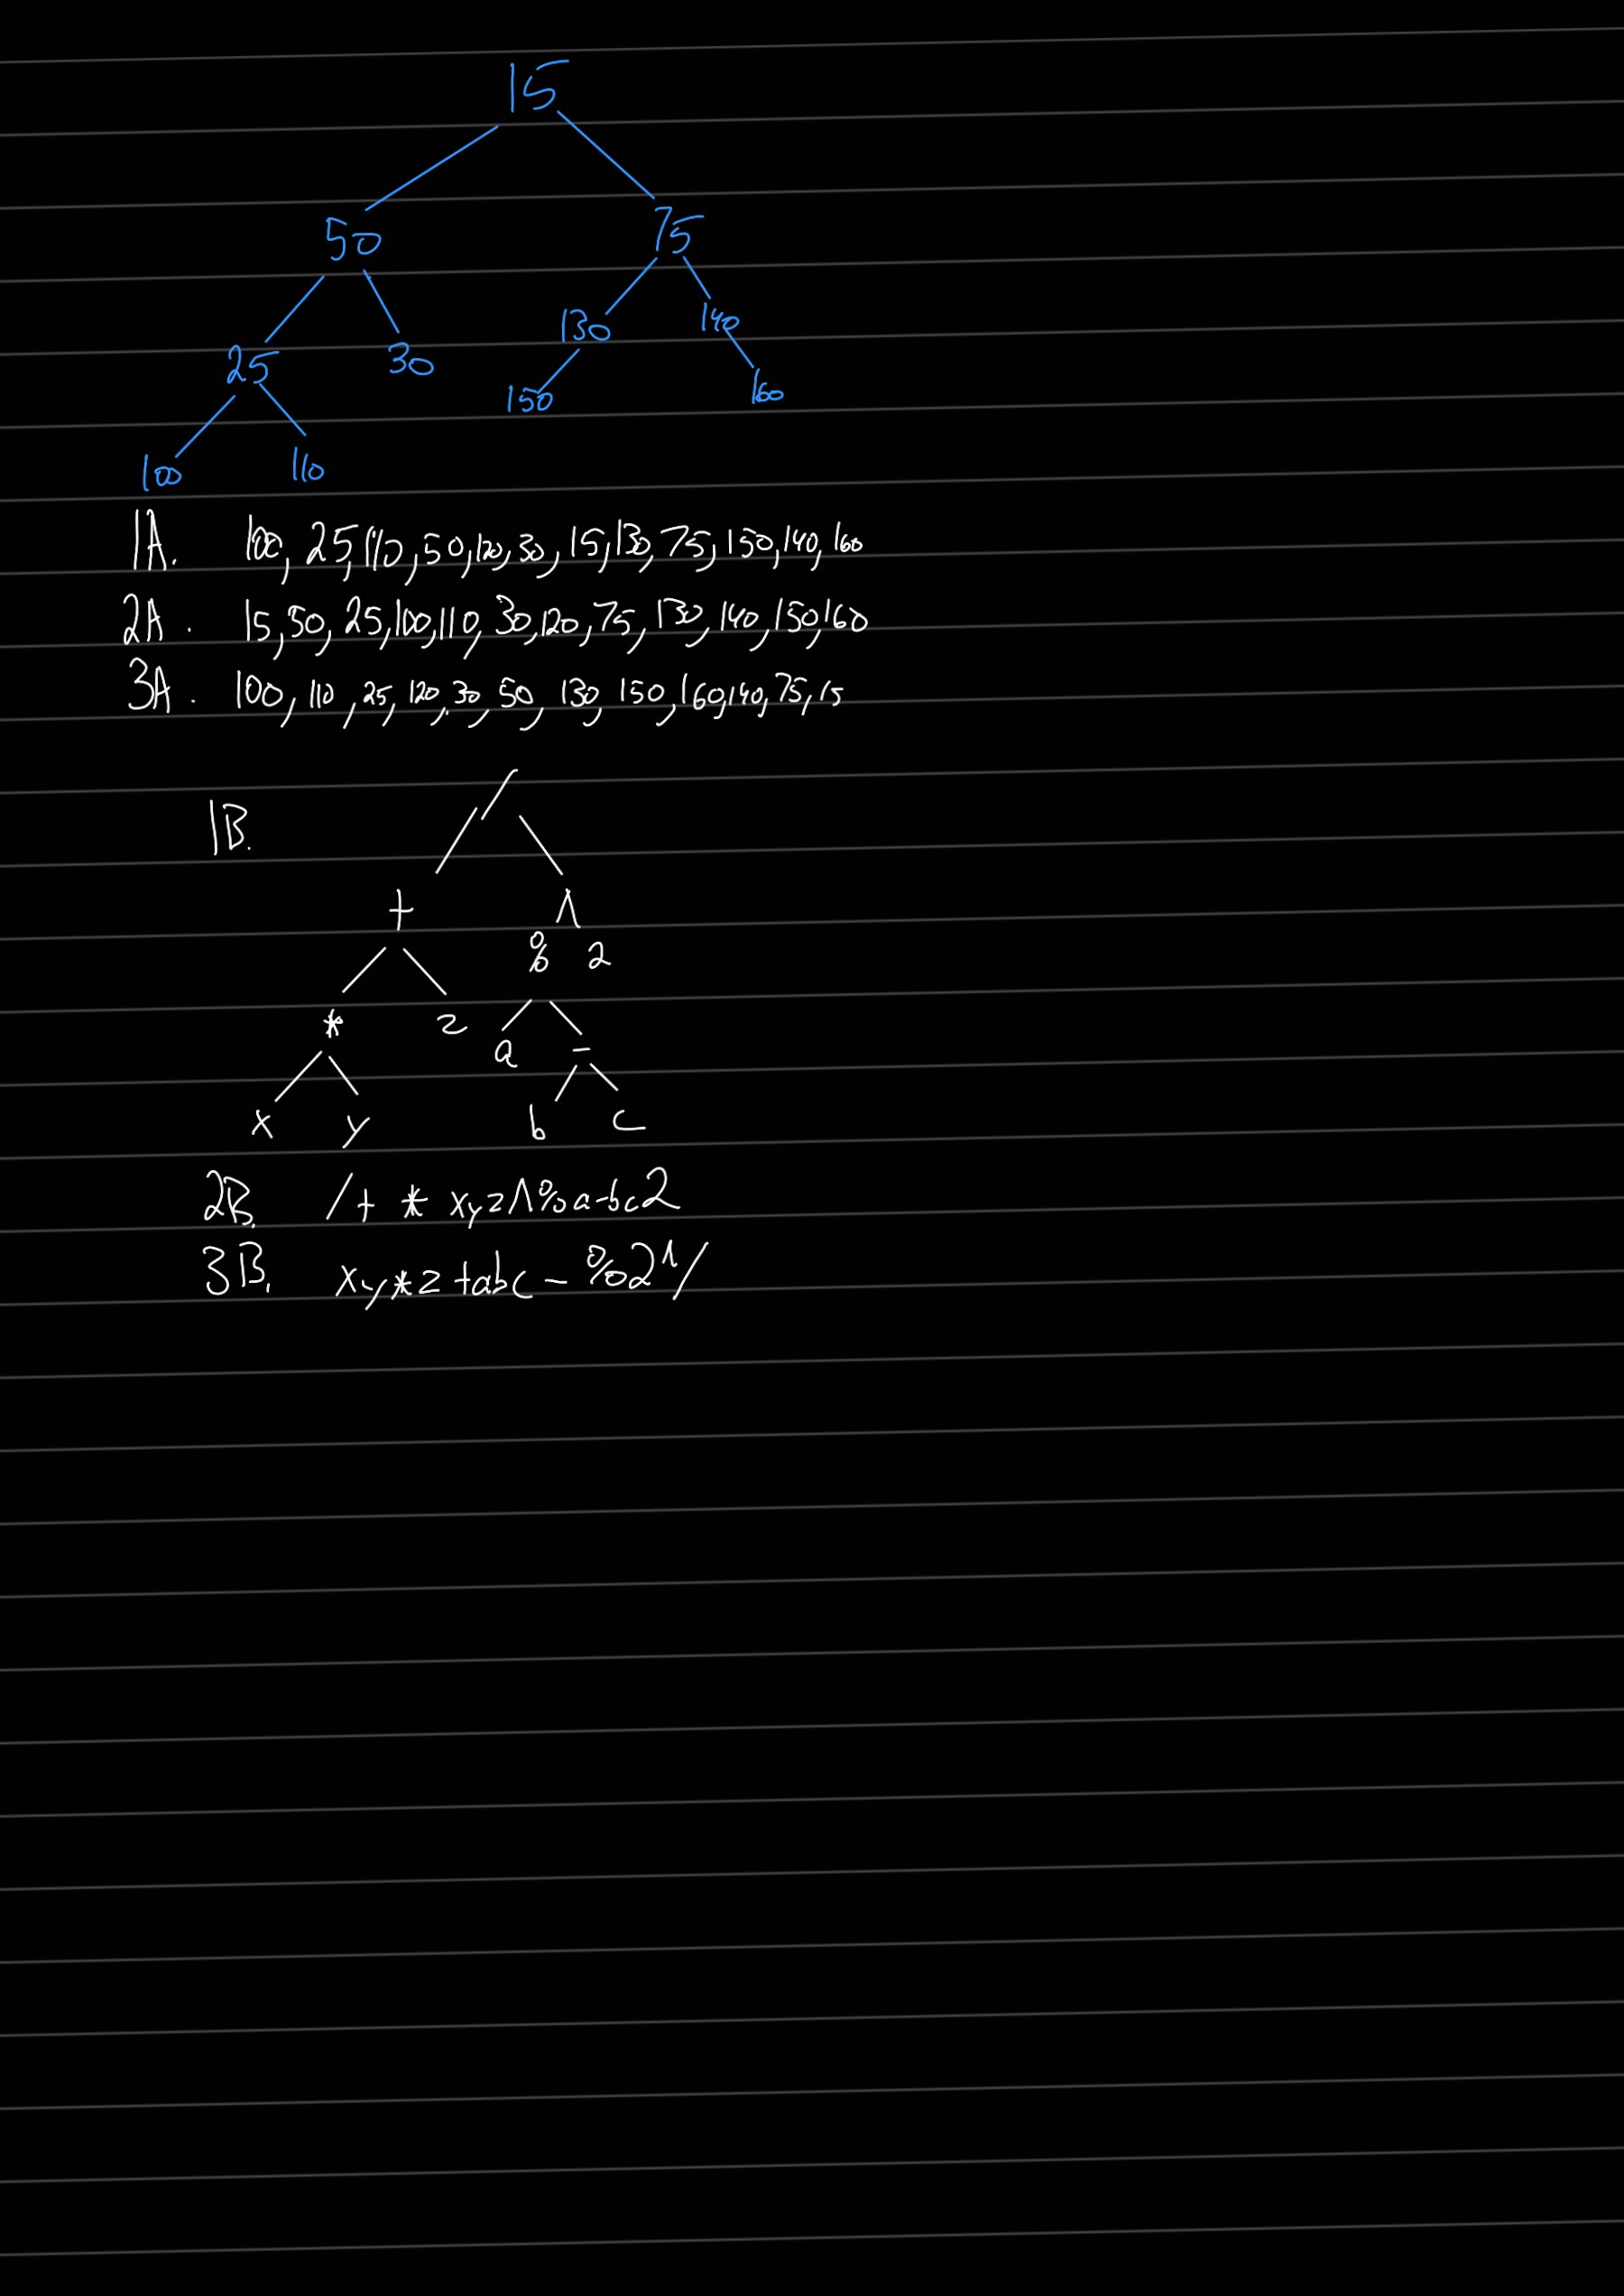 15
50 75
25 30 130 140
150 160
100 110
1A. 100, 25, 110, 50, 120, 30, 15, 130, 75, 150, 140, 160
2A. 15, 50, 25, 100, 110, 30, 120, 75, 130, 140, 150, 160
3A. 100, 110, 25, 120, 30, 50, 130, 150, 160, 140, 75, 15
1B. /
+ ^
% 2
* z a -
x y b c
2B. /+ * xyz^%a-bc2
3B. xy*z+abc-%2^/